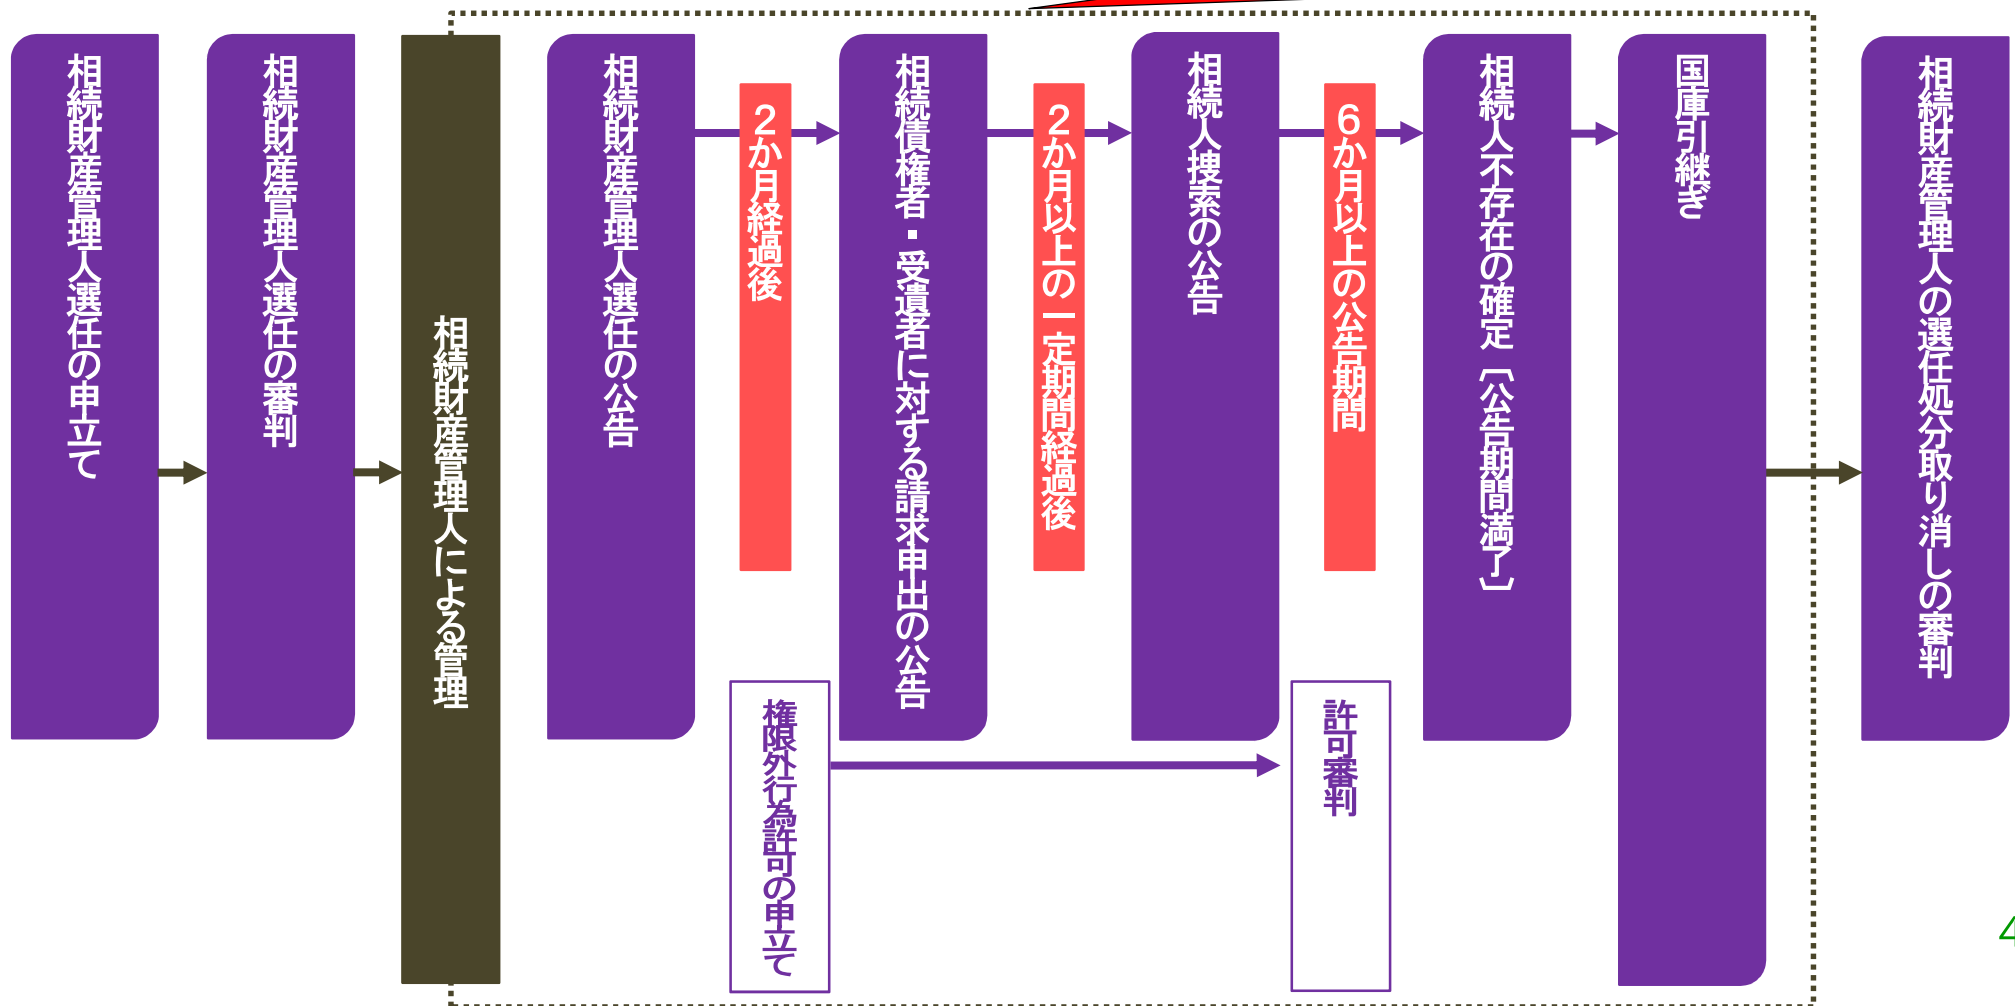 相続財産管理人選任の申立て
相続財産管理人選任の審判
相続財産管理人による管理
相続財産管理人選任の公告
２か月経過後
相続債権者・受遺者に対する請求申出の公告
２か月以上の一定期間経過後
相続人捜索の公告
６か月以上の公告期間
相続人不存在の確定〔公告期間満了〕
国庫引継ぎ
相続財産管理人の選任処分取り消しの審判
権限外行為許可の申立て
許可審判
4